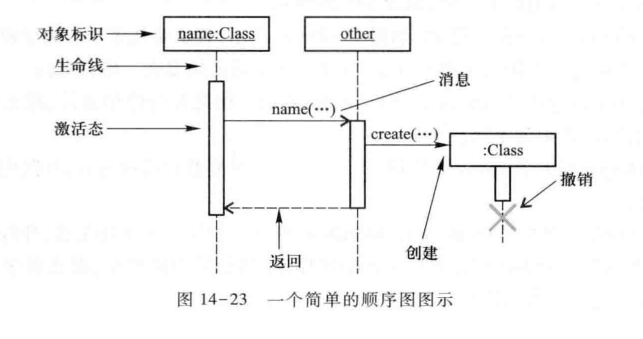 对象标识
name:Class
other
生命线
消息
name(…)
激活态
create(…)
:Class
撤销
创建
返回
图 14-23 一个简单的顺序图图示